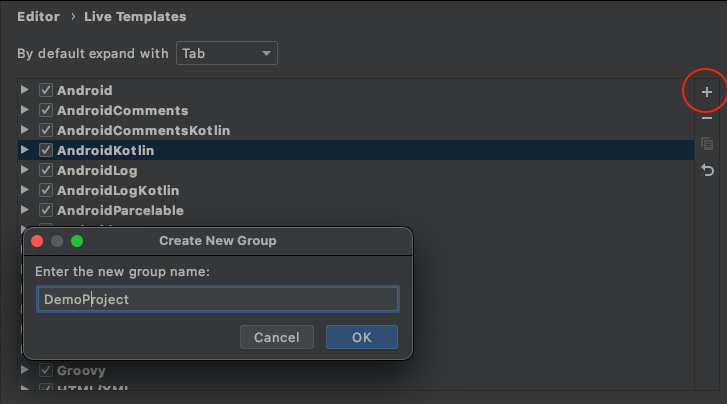 Editor › Live Templates
By default expand with Tab
Android
AndroidComments
AndroidCommentsKotlin
AndroidKotlin
AndroidLog
AndroidLogKotlin
AndroidParcelable
Create New Group
Enter the new group name:
DemoProject
Cancel OK
Groovy
HTML/XML